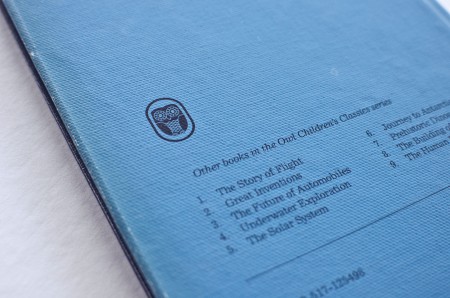 Other books in the Owl Children's Classics series
1. The Story of Flight
2. Great Inventions
3. The Future of Automobiles
4. Underwater Exploration
5. The Solar System
6. Journey to
7. Prehistoric
8. The Building of
9. The Human
A17-125498